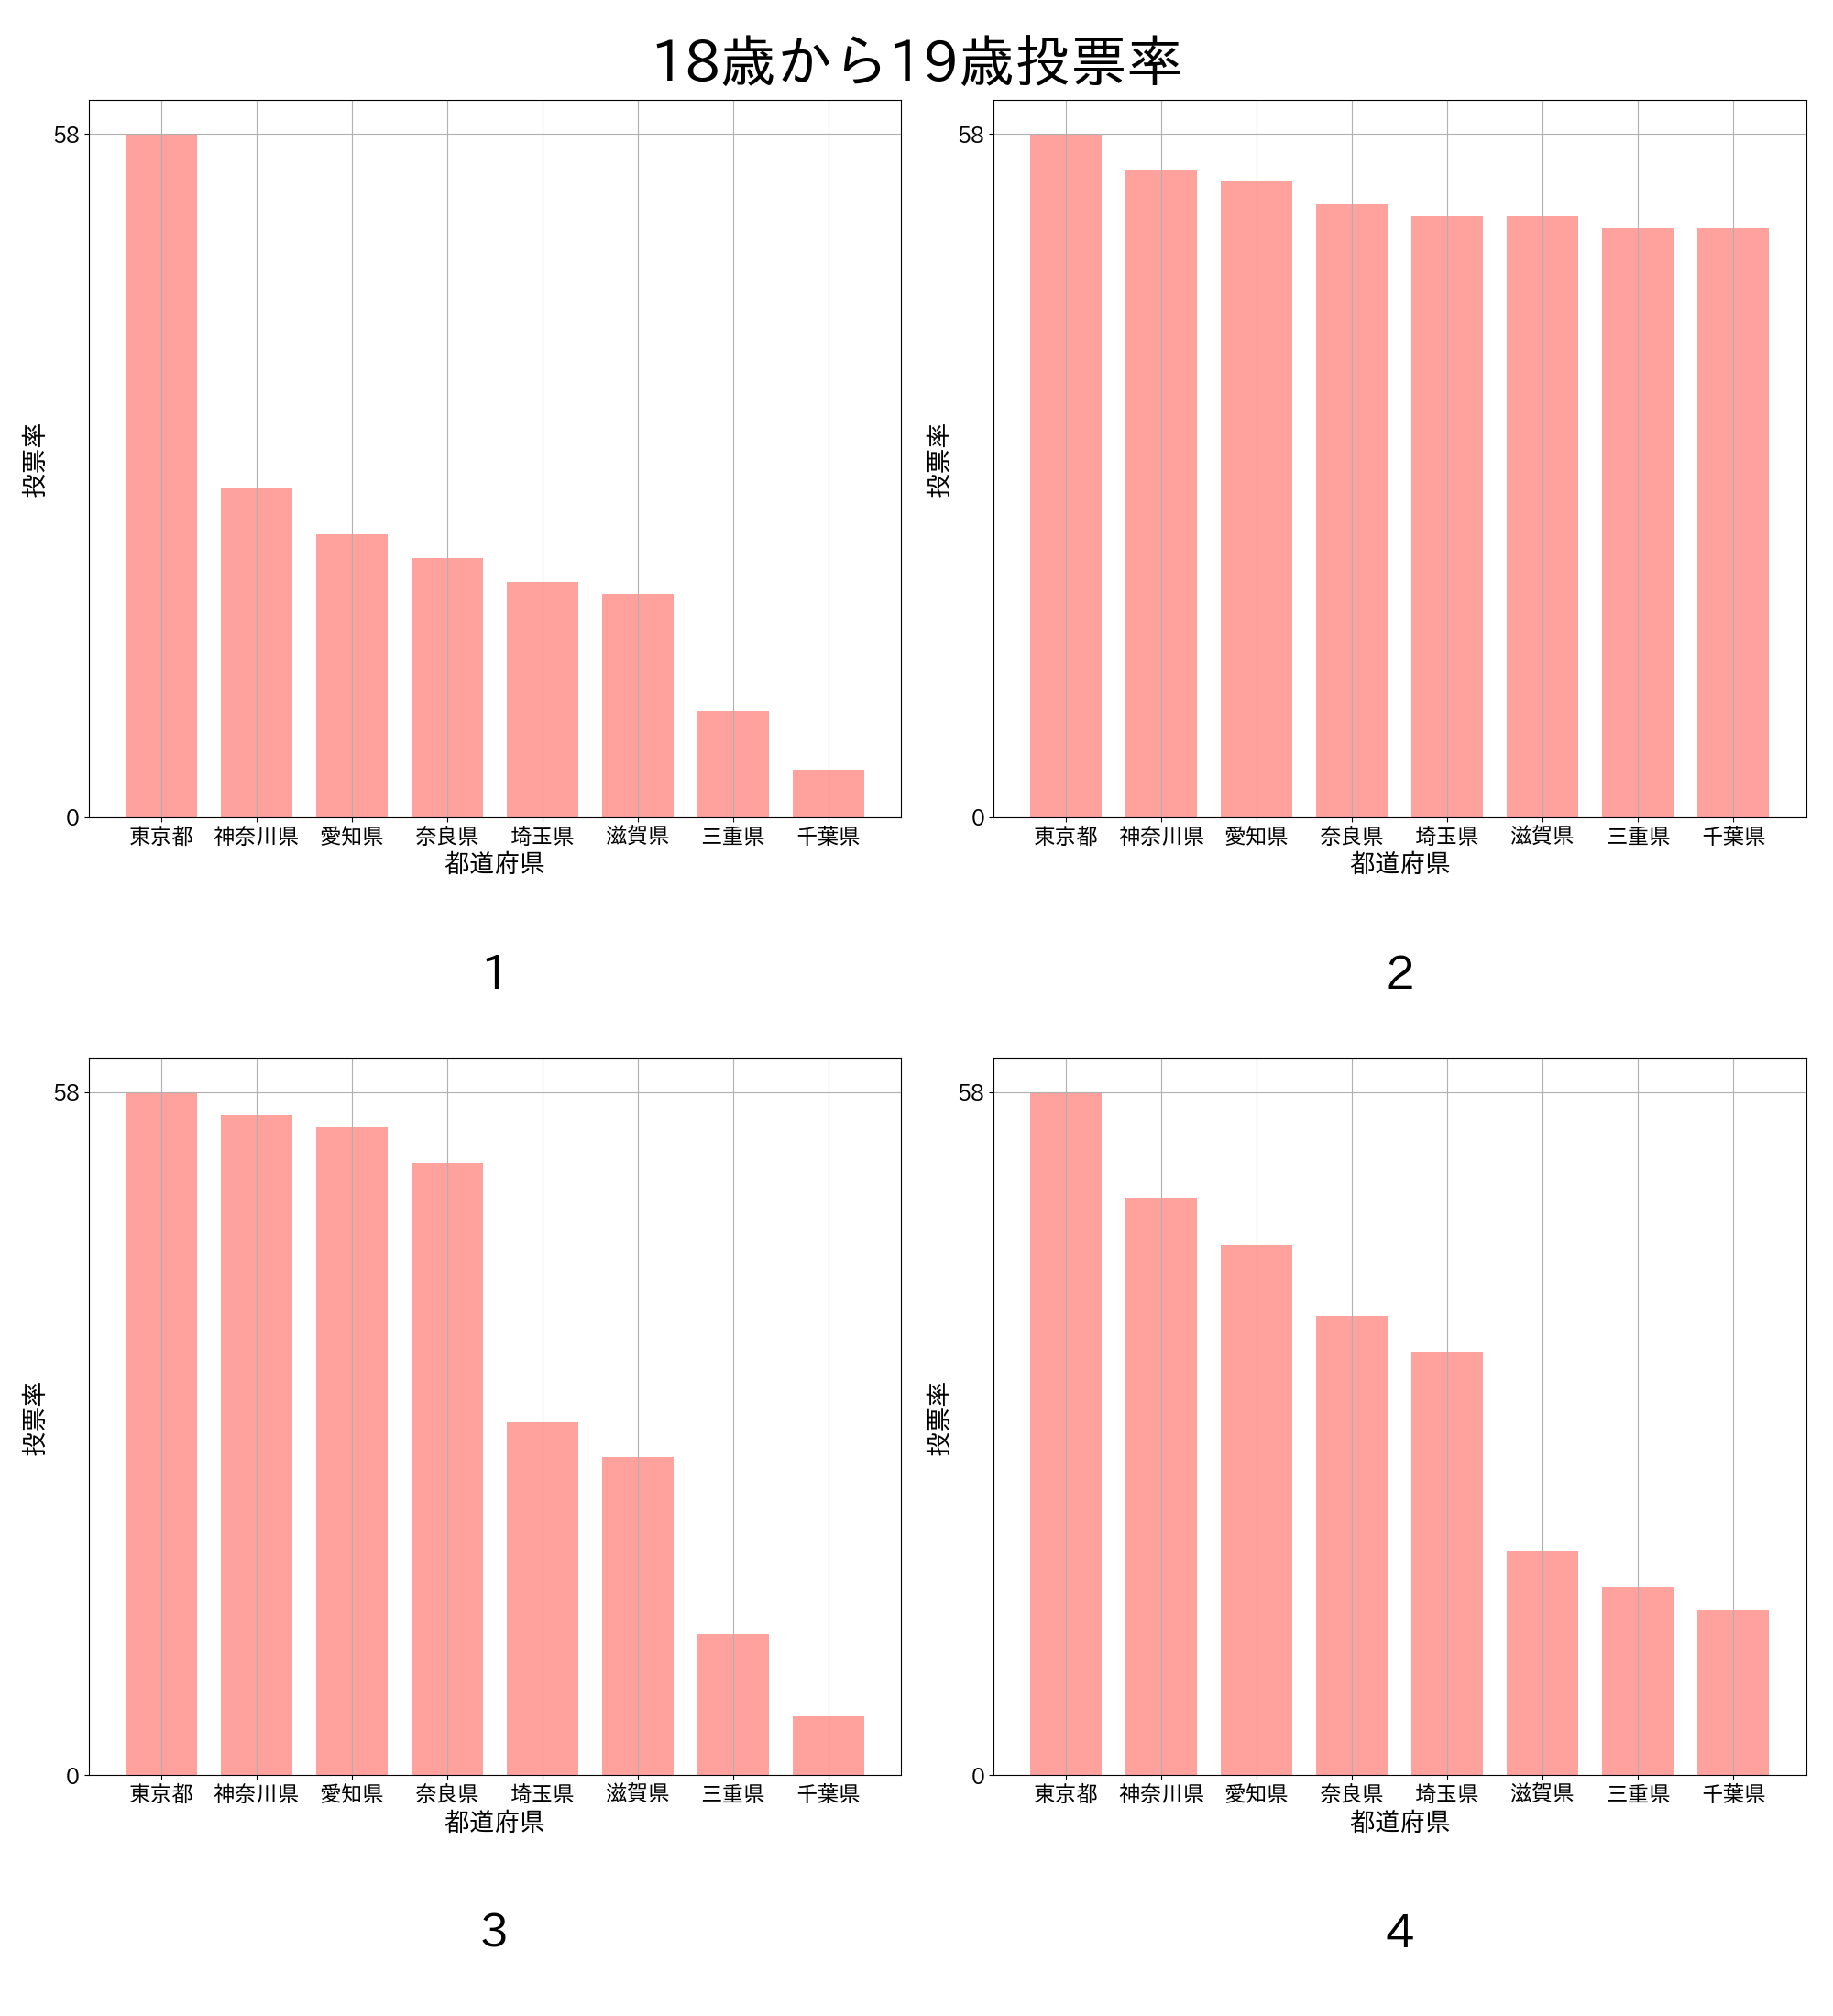 18歳から19歳投票率
58
0
投票率
東京都 神奈川県 愛知県 奈良県 埼玉県 滋賀県 三重県 千葉県
都道府県
1
58
0
投票率
東京都 神奈川県 愛知県 奈良県 埼玉県 滋賀県 三重県 千葉県
都道府県
2
58
0
投票率
東京都 神奈川県 愛知県 奈良県 埼玉県 滋賀県 三重県 千葉県
都道府県
3
58
0
投票率
東京都 神奈川県 愛知県 奈良県 埼玉県 滋賀県 三重県 千葉県
都道府県
4